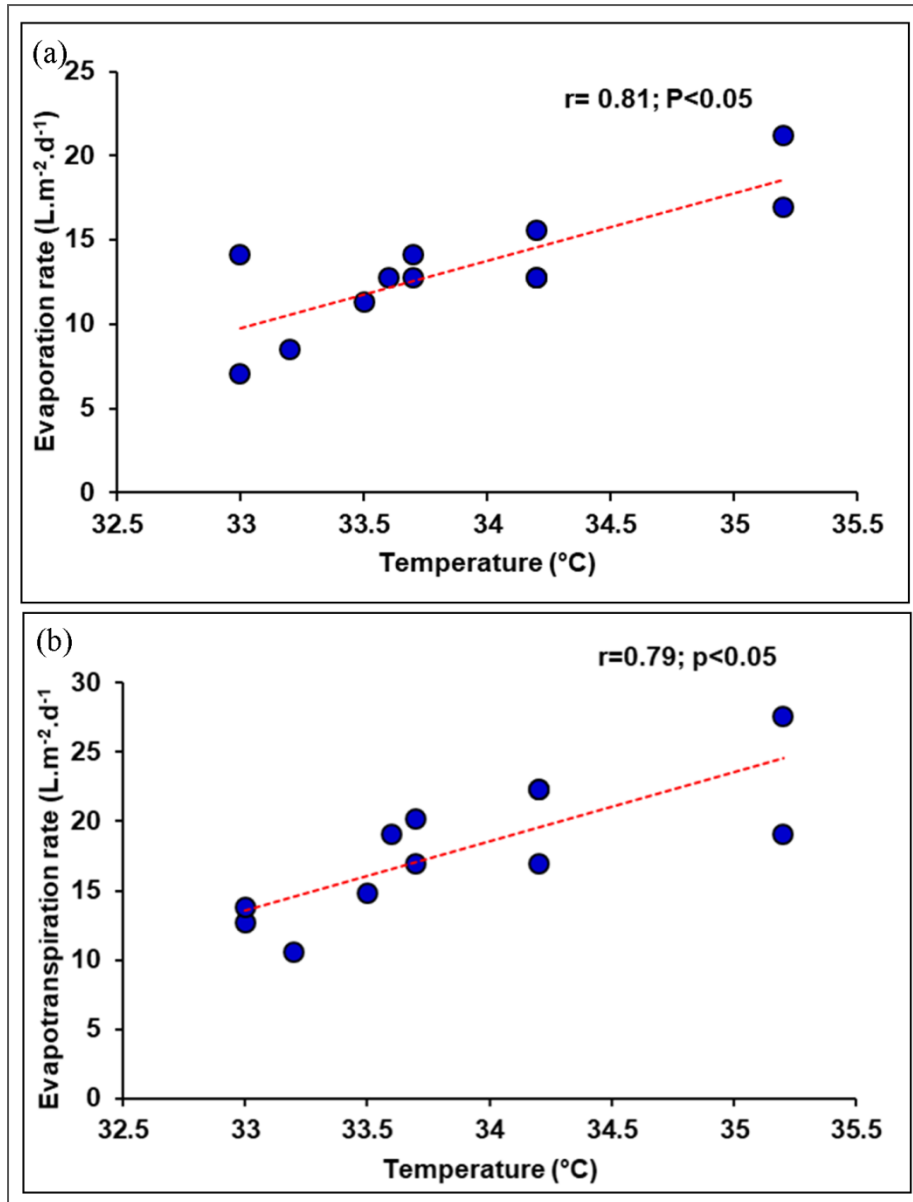 (a)
r= 0.81; P<0.05
Evaporation rate (L.m-2.d-1)
25
20
15
10
5
0
32.5 33 33.5 34 34.5 35 35.5
Temperature (°C)
(b)
r=0.79; p<0.05
Evapotranspiration rate (L.m-2.d-1)
30
25
20
15
10
5
0
32.5 33 33.5 34 34.5 35 35.5
Temperature (°C)